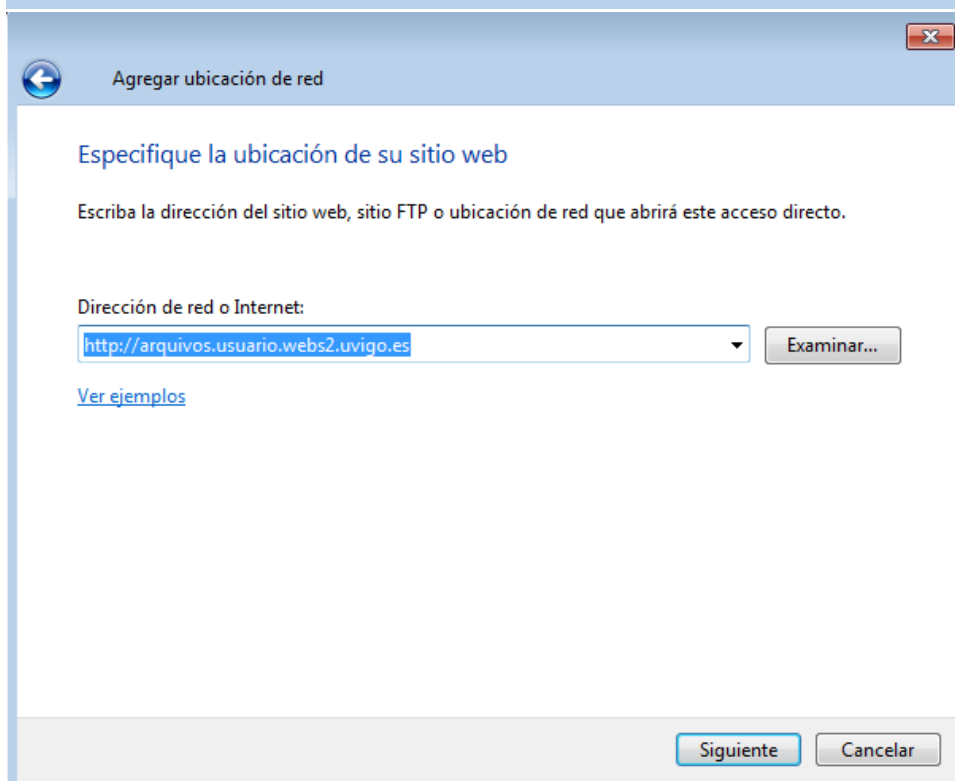 Agregar ubicación de red
Especifique la ubicación de su sitio web
Escriba la dirección del sitio web, sitio FTP o ubicación de red que abrirá este acceso directo.
Dirección de red o Internet:
http://arquivos.usuario.webs2.uvigo.es
Examinar...
Ver ejemplos
Siguiente
Cancelar